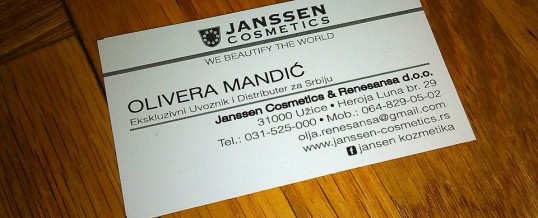 JANSSEN
COSMETICS
WE BEAUTIFY THE WORLD
OLIVERA MANDIĆ
Ekskluzivni Uvoznik i Distributer za Srbiju
Janssen Cosmetics & Renesansa d.o.o.
31000 Užice • Heroja Luna br. 29
Tel.: 031-525-000 • Mob.: 064-829-05-02
olja.renesansa@gmail.com
www.janssen-cosmetics.rs
f jansen kozmetika